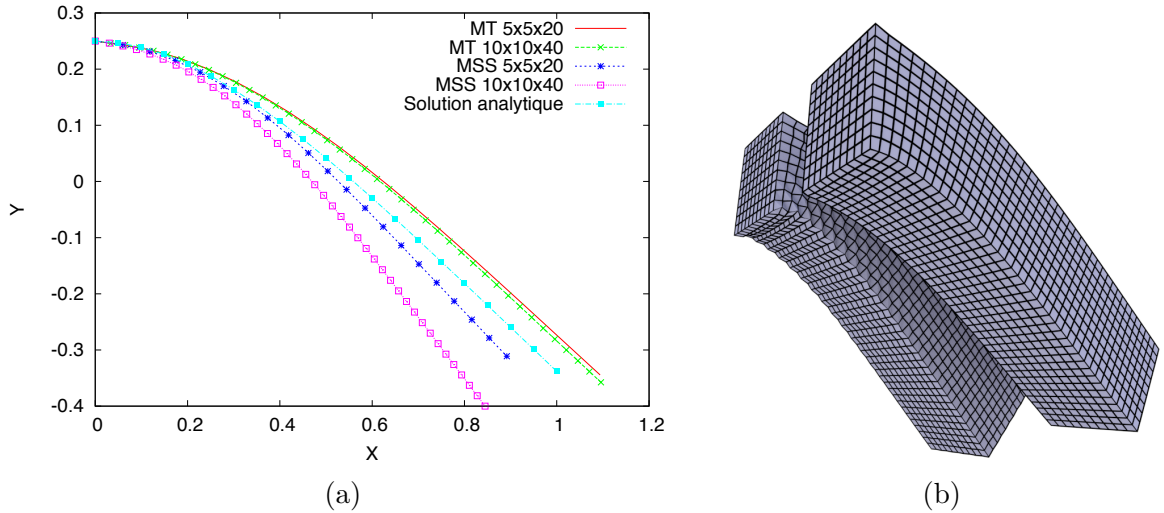 0.3
0.2
0.1
0
-0.1
-0.2
-0.3
-0.4
Y
0
0.2
0.4
0.6
0.8
1
1.2
X
MT 5x5x20
MT 10x10x40
MSS 5x5x20
MSS 10x10x40
Solution analytique
(a)
(b)